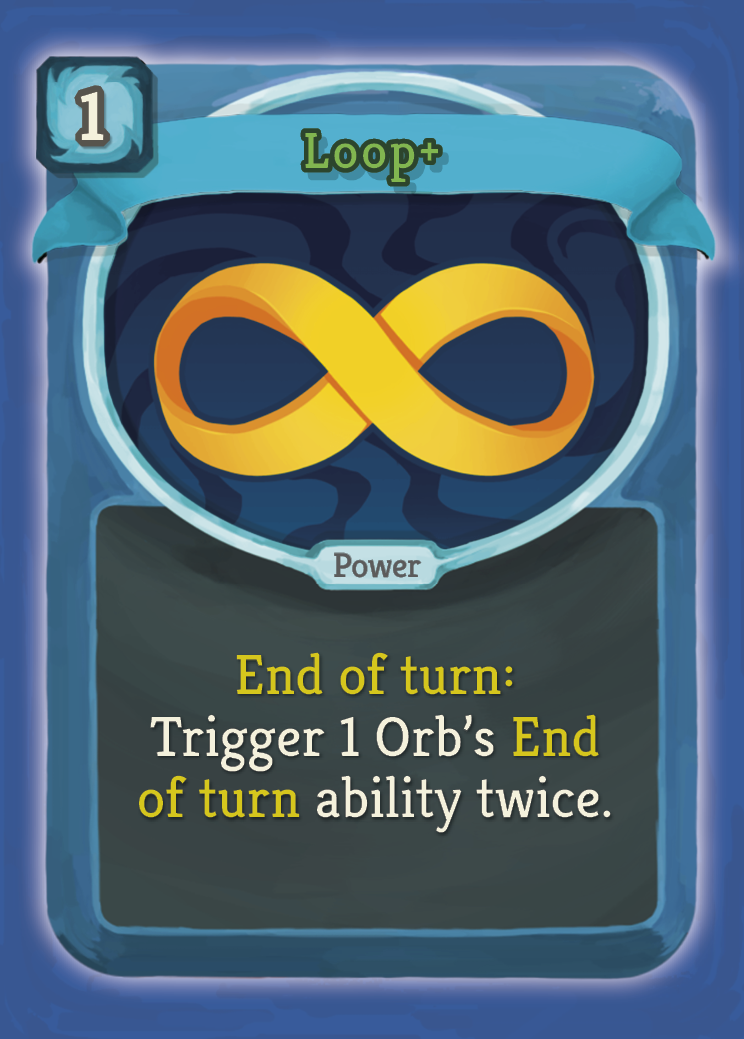 1
Loop+
Power
End of turn:
Trigger 1 Orb’s End
of turn ability twice.